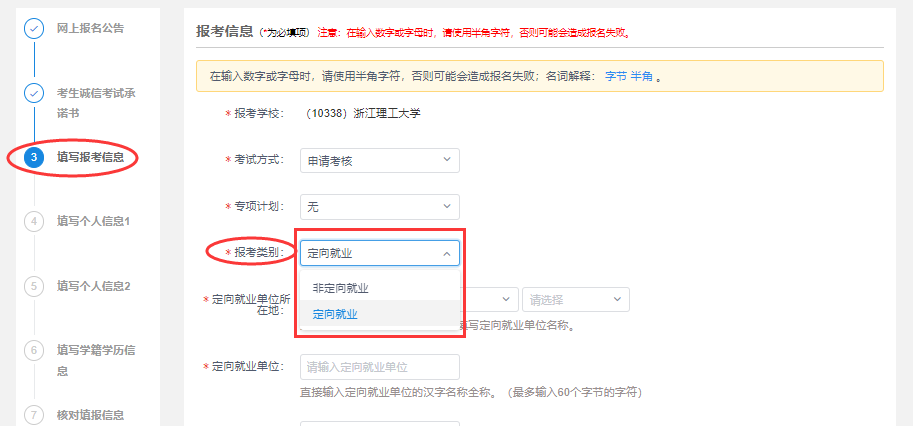 网上报名公告
考生诚信考试承
诺书
3 填写报考信息
4 填写个人信息1
5 填写个人信息2
6 填写学籍学历信
息
7 核对填报信息
报考信息（*为必填项）注意：在输入数字或字母时，请使用半角字符，否则可能会造成报名失败。
在输入数字或字母时，请使用半角字符，否则可能会造成报名失败；名词解释： 字节 半角 。
* 报考学校： （10338）浙江理工大学
* 考试方式： 申请考核
* 专项计划： 无
* 报考类别： 定向就业
非定向就业
定向就业
* 定向就业单位所
在地：
请选择
填写定向就业单位名称。
* 定向就业单位： 请输入定向就业单位
直接输入定向就业单位的汉字名称全称。（最多输入60个字节的字符）